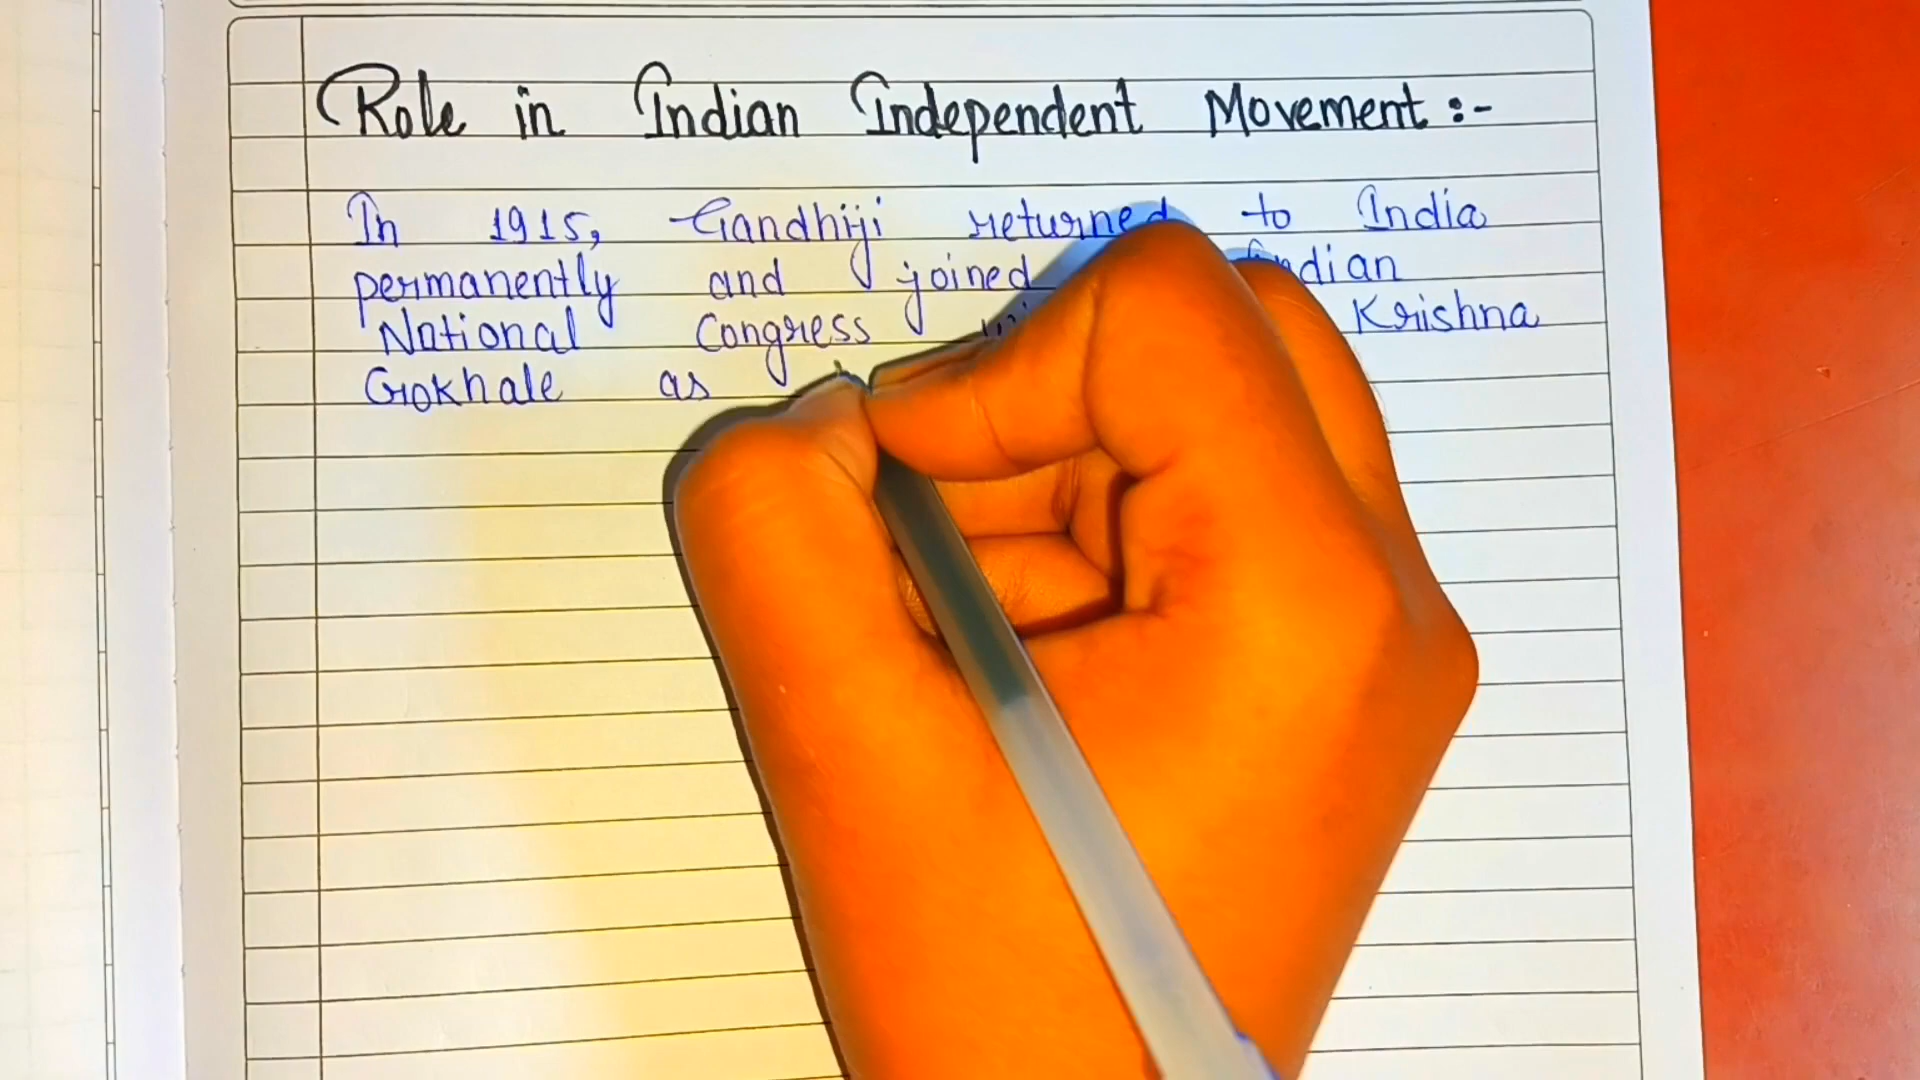 Role in Indian Independent Movement :-
In 1915, Gandhiji returned to India
permanently and joined Indian
National Congress Krishna
Gokhale as